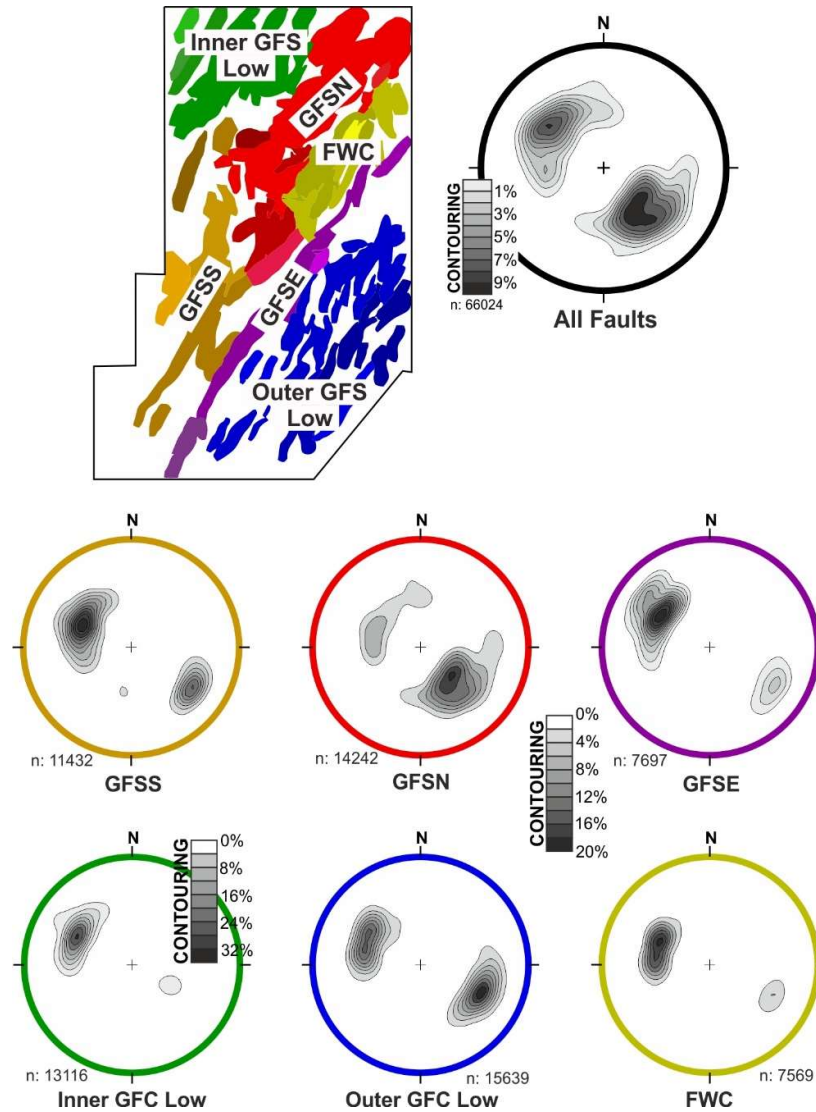 Inner GFS
Low
GFSN
FWC
GFSS
GFSE
Outer GFS
Low
N
CONTOURING
1%
3%
5%
7%
9%
n: 66024
All Faults
N
n: 11432
GFSS
N
n: 14242
GFSN
CONTOURING
0%
4%
8%
12%
16%
20%
N
n: 7697
GFSE
N
CONTOURING
0%
8%
16%
24%
32%
n: 13116
Inner GFC Low
N
n: 15639
Outer GFC Low
N
n: 7569
FWC